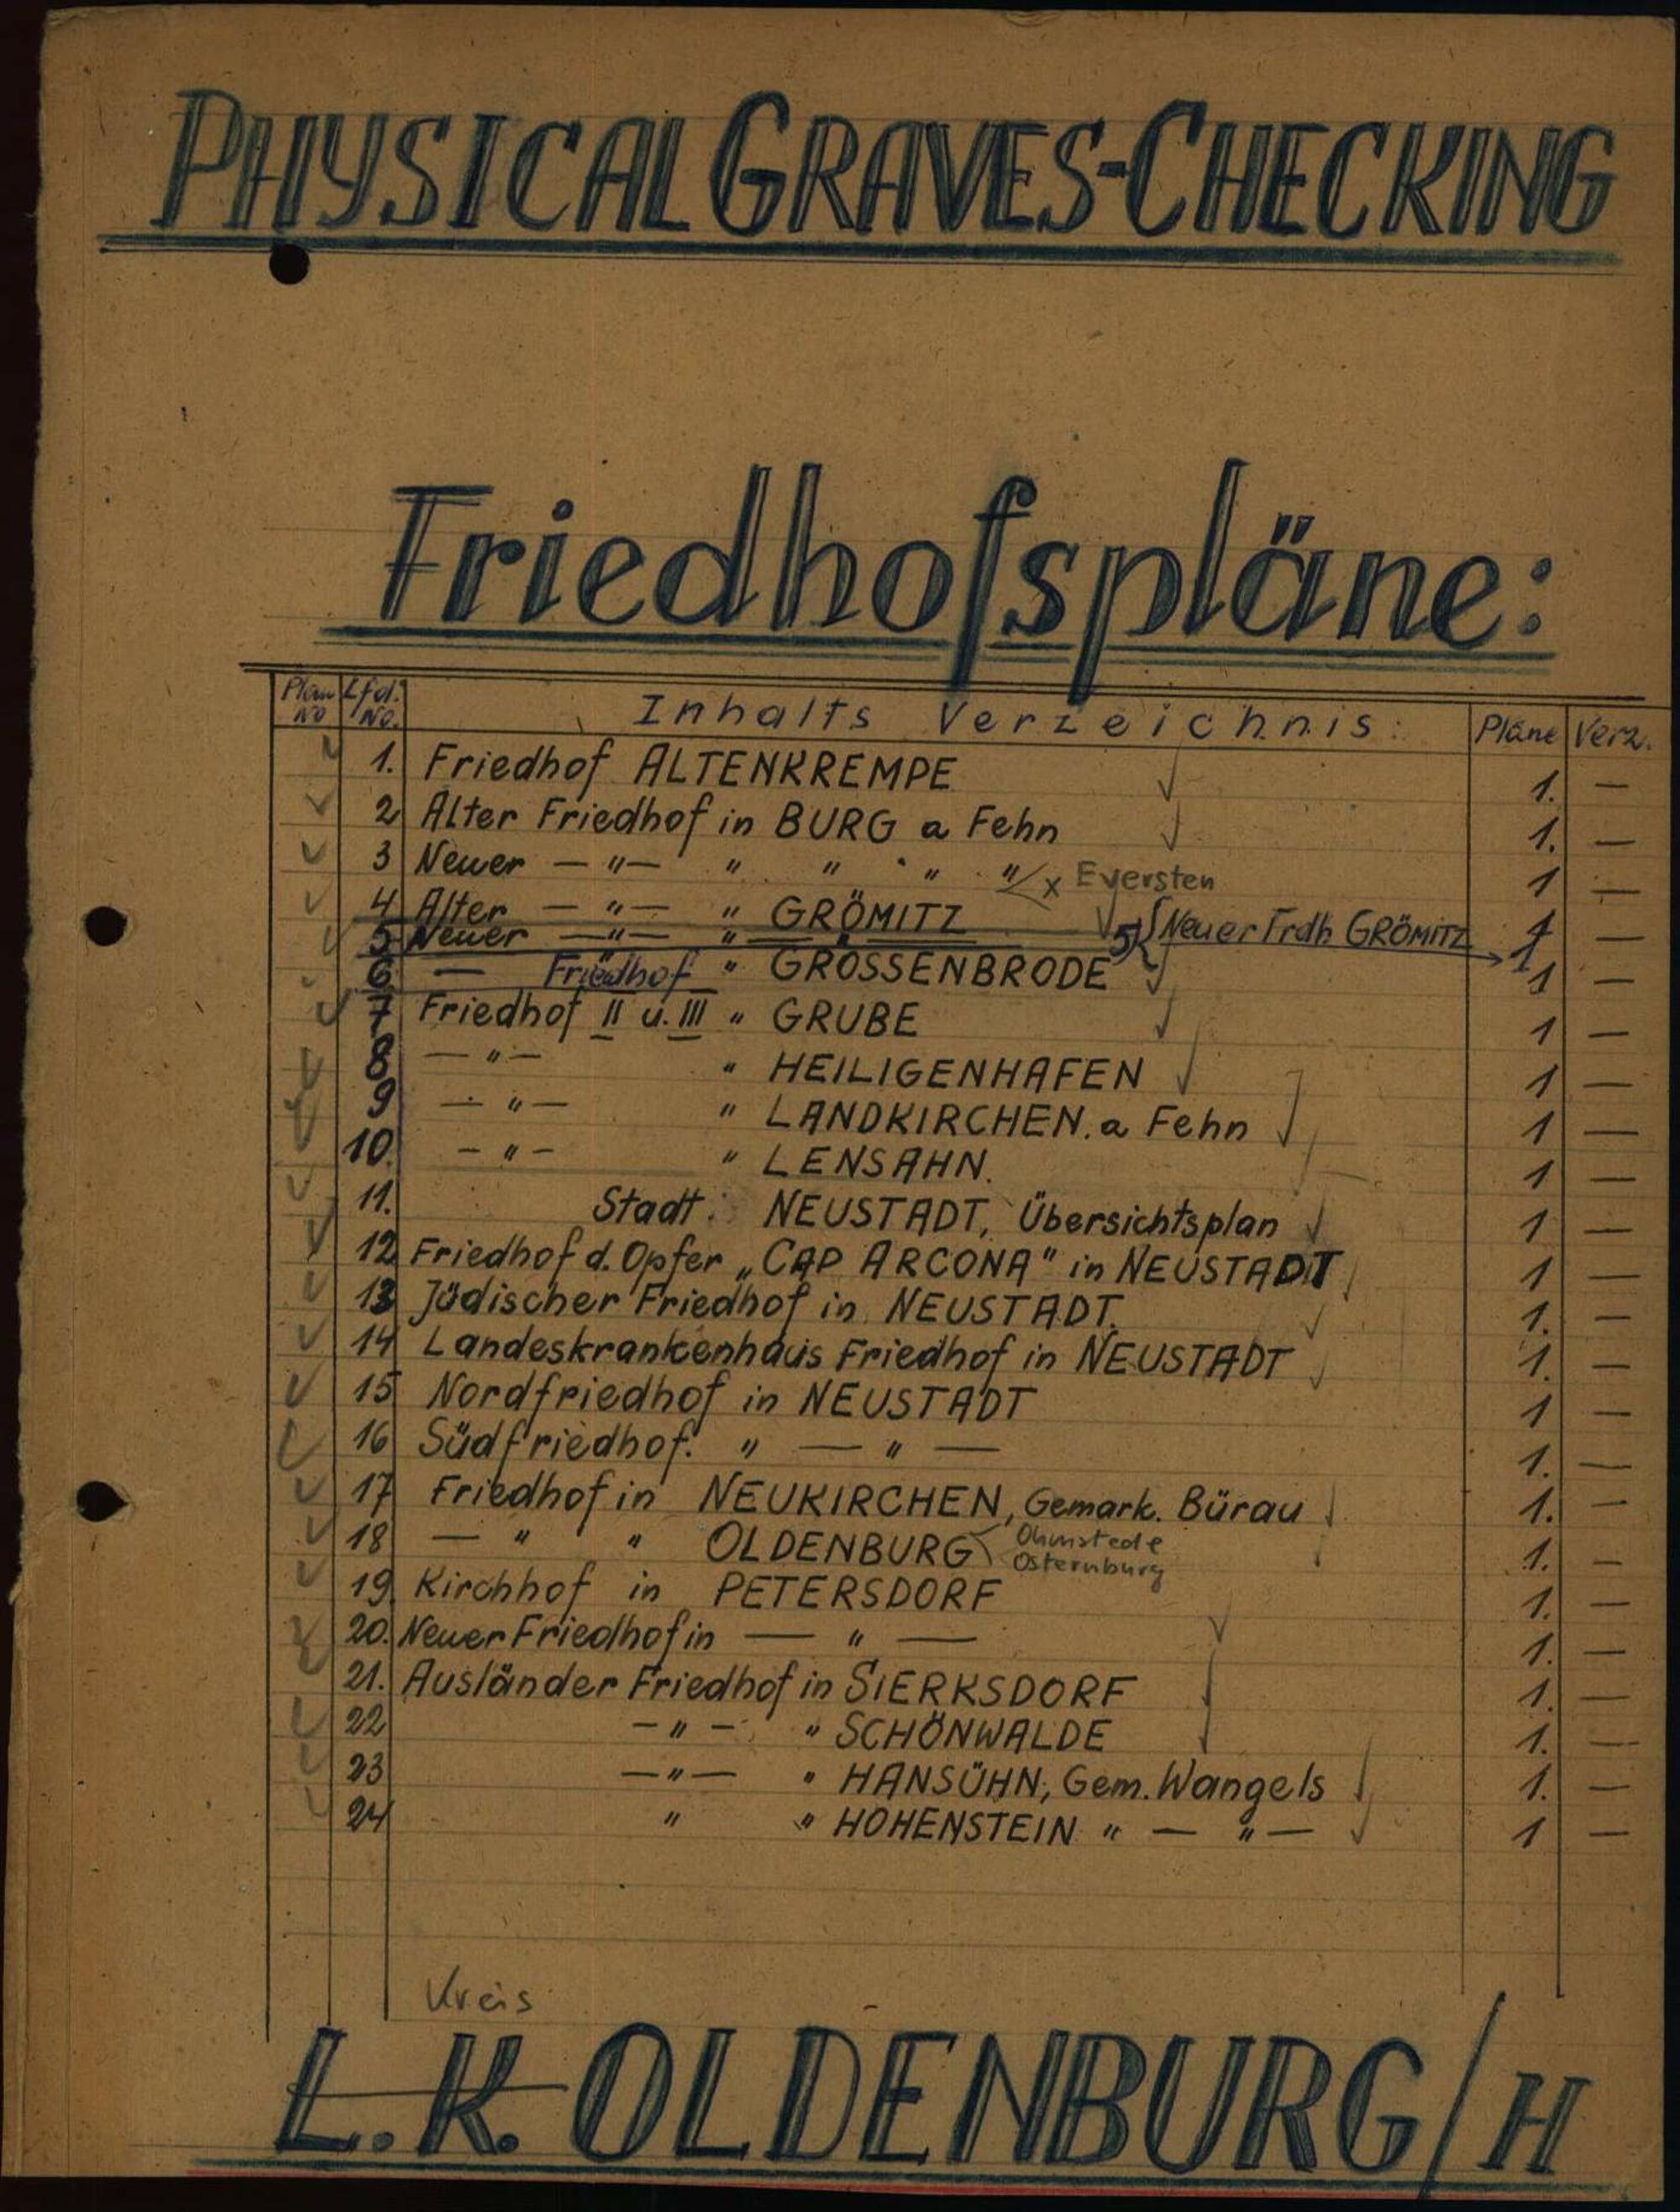 PHYSICAL GRAVES-CHECKING
Friedhofspläne:
Plan No Lfd. No. Inhalts Verzeichnis: Pläne Verz.
1. Friedhof ALTENKREMPE 1. —
2 Alter Friedhof in BURG a Fehn 1. —
3 Neuer — " — " " " " x Eversten 1 —
4 Alter — " — " GRÖMITZ 1 —
5 Neuer — " — " 5 { Neuer Frdh GRÖMITZ 1
6 — Friedhof " GROSSENBRODE 1 —
7 Friedhof II u. III " GRUBE 1 —
8 — " — " HEILIGENHAFEN 1 —
9 — " — " LANDKIRCHEN. a Fehn 1 —
10. — " — " LENSAHN. 1 —
11. Stadt: NEUSTADT, Übersichtsplan 1 —
12 Friedhof d. Opfer „CAP ARCONA" in NEUSTADT 1 —
13 Jüdischer Friedhof in NEUSTADT. 1. —
14 Landeskrankenhaus Friedhof in NEUSTADT 1. —
15 Nordfriedhof in NEUSTADT 1 —
16 Südfriedhof. " — " — 1. —
17 Friedhof in NEUKIRCHEN, Gemark. Bürau 1. —
18 — " " OLDENBURG Ohmstede Osternburg 1. —
19. Kirchhof in PETERSDORF 1. —
20. Neuer Friedhof in — " — 1. —
21. Ausländer Friedhof in SIERKSDORF 1. —
22 — " — " SCHÖNWALDE 1. —
23 — " — " HANSÜHN, Gem. Wangels 1. —
24 " " HOHENSTEIN " — " — 1 —
Kreis
L.K. OLDENBURG/H